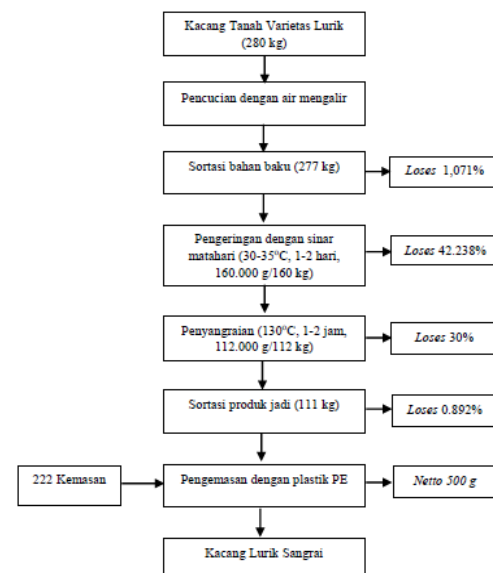 Kacang Tanah Varietas Lurik
(280 kg)
Pencucian dengan air mengalir
Sortasi bahan baku (277 kg)
Loses 1,071%
Pengeringan dengan sinar
matahari (30-35°C, 1-2 hari,
160.000 g/160 kg)
Loses 42.238%
Penyangraian (130°C, 1-2 jam,
112.000 g/112 kg)
Loses 30%
Sortasi produk jadi (111 kg)
Loses 0.892%
222 Kemasan
Pengemasan dengan plastik PE
Netto 500 g
Kacang Lurik Sangrai